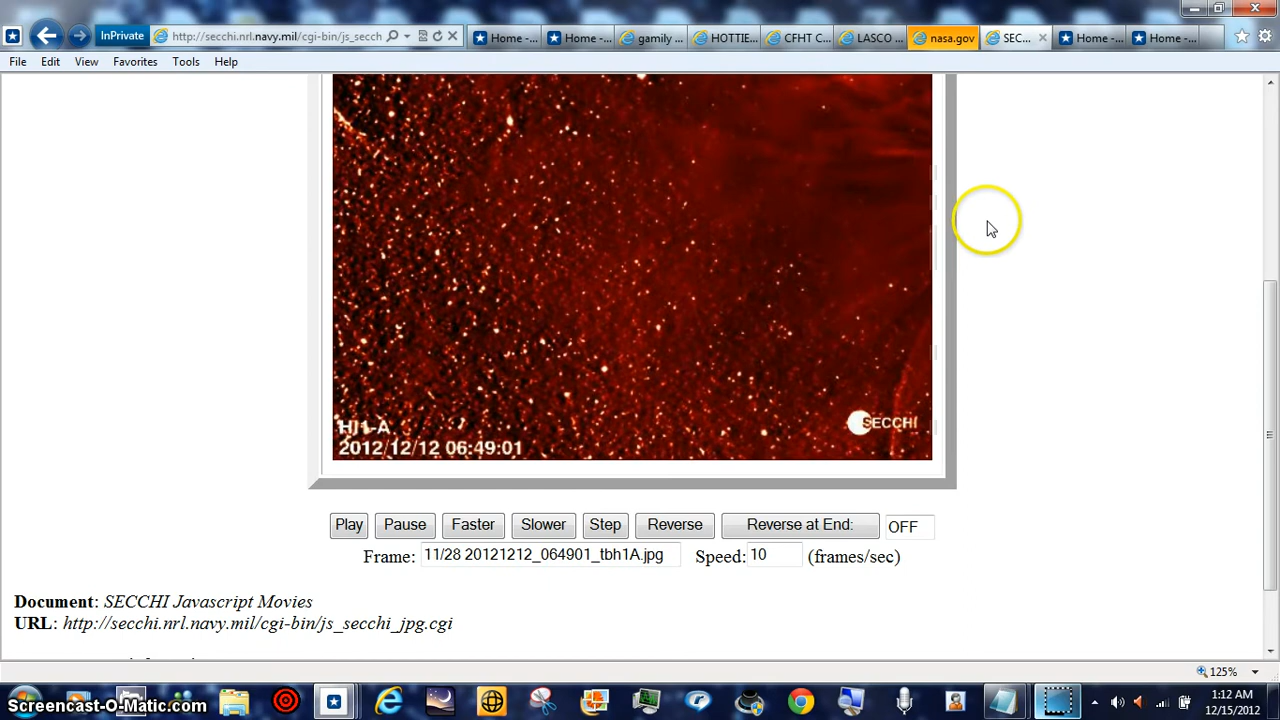 InPrivate http://secchi.nrl.navy.mil/cgi-bin/js_secch Home -... Home -... gamily ... HOTTIE... CFHT C... LASCO ... nasa.gov SEC... Home -... Home -...
File Edit View Favorites Tools Help
HI1-A
SECCHI
2012/12/12 06:49:01
Play Pause Faster Slower Step Reverse Reverse at End: OFF
Frame: 11/28 20121212_064901_tbh1A.jpg Speed: 10 (frames/sec)
Document: SECCHI Javascript Movies
URL: http://secchi.nrl.navy.mil/cgi-bin/js_secchi_jpg.cgi
125%
Screencast-O-Matic.com
1:12 AM
12/15/2012